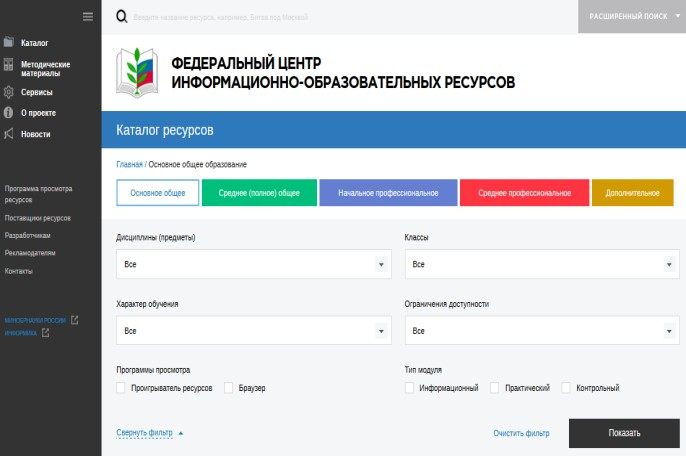 Каталог
Методические
материалы
Сервисы
О проекте
Новости
Программа просмотра
ресурсов
Поставщики ресурсов
Разработчикам
Рекламодателям
Контакты
МИНОБРНАУКИ РОССИИ
ИНФОРМИКА
Введите название ресурса, например, Битва под Москвой
РАСШИРЕННЫЙ ПОИСК
ФЕДЕРАЛЬНЫЙ ЦЕНТР
ИНФОРМАЦИОННО-ОБРАЗОВАТЕЛЬНЫХ РЕСУРСОВ
Каталог ресурсов
Главная / Основное общее образование
Основное общее Среднее (полное) общее Начальное профессиональное Среднее профессиональное Дополнительное
Дисциплины (предметы) Классы
Все Все
Характер обучения Ограничения доступности
Все Все
Программы просмотра Тип модуля
Проигрыватель ресурсов Браузер Информационный Практический Контрольный
Свернуть фильтр Очистить фильтр Показать